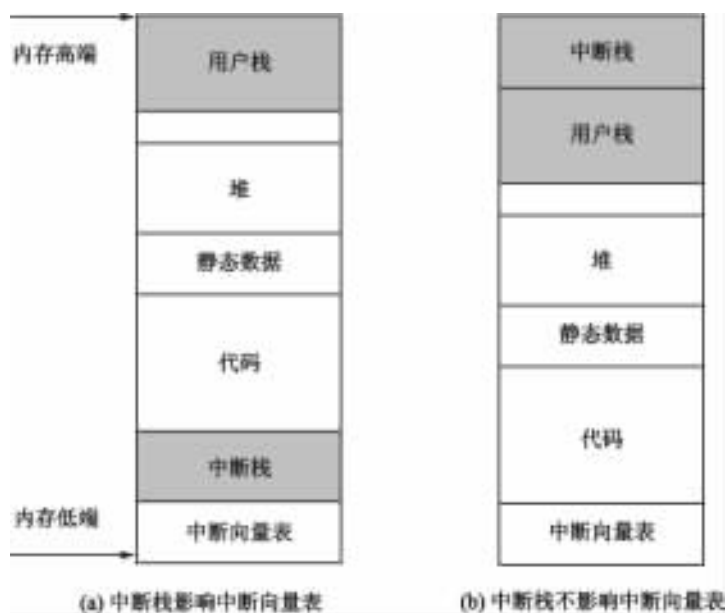 内存高端
用户栈
堆
静态数据
代码
中断栈
内存低端
中断向量表
(a) 中断栈影响中断向量表
中断栈
用户栈
堆
静态数据
代码
中断向量表
(b) 中断栈不影响中断向量表